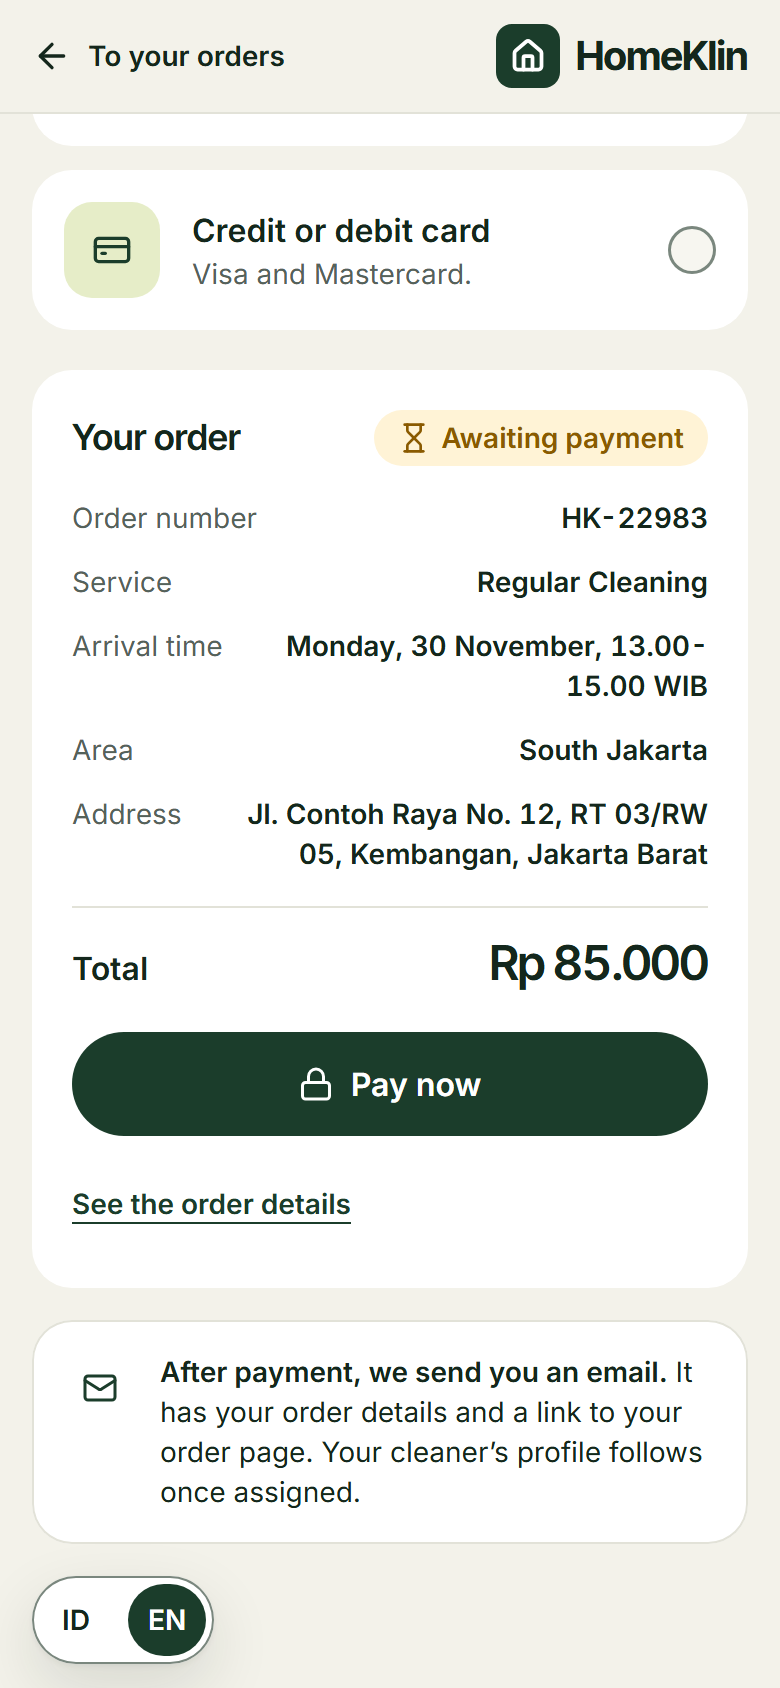 To your orders
HomeKlin
Credit or debit card
Visa and Mastercard.
Your order
Awaiting payment
Order number
HK-22983
Service
Regular Cleaning
Arrival time
Monday, 30 November, 13.00-
15.00 WIB
Area
South Jakarta
Address
Jl. Contoh Raya No. 12, RT 03/RW
05, Kembangan, Jakarta Barat
Total
Rp 85.000
Pay now
See the order details
After payment, we send you an email. It
has your order details and a link to your
order page. Your cleaner’s profile follows
once assigned.
ID
EN